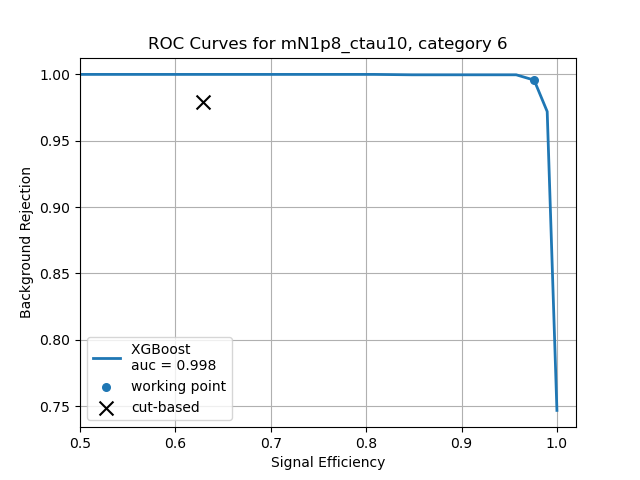 ROC Curves for mN1p8_ctau10, category 6
Background Rejection
1.00
0.95
0.90
0.85
0.80
0.75
XGBoost
auc = 0.998
working point
cut-based
0.5 0.6 0.7 0.8 0.9 1.0
Signal Efficiency